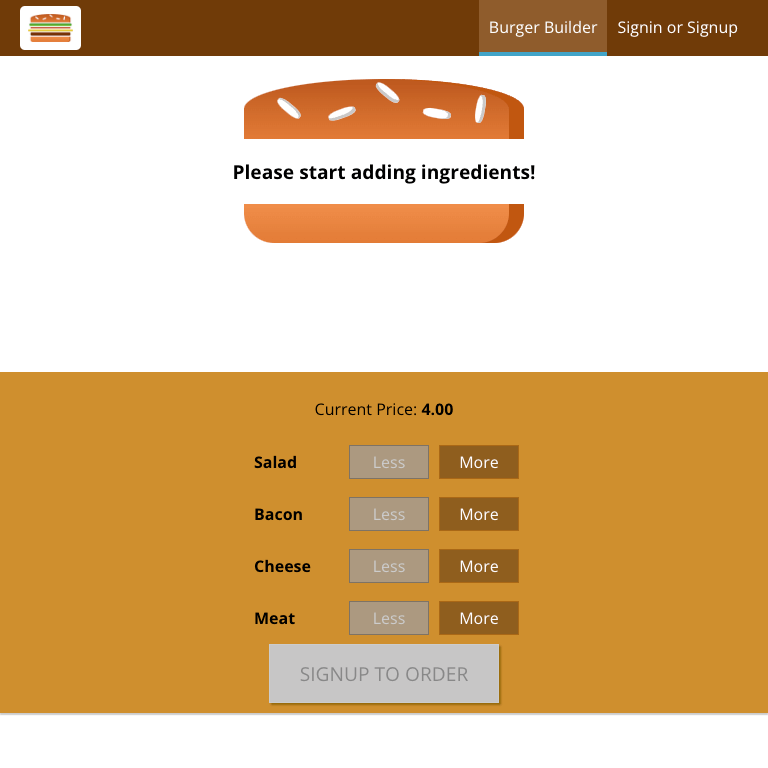 Burger Builder Signin or Signup
Please start adding ingredients!
Current Price: 4.00
Salad Less More
Bacon Less More
Cheese Less More
Meat Less More
SIGNUP TO ORDER